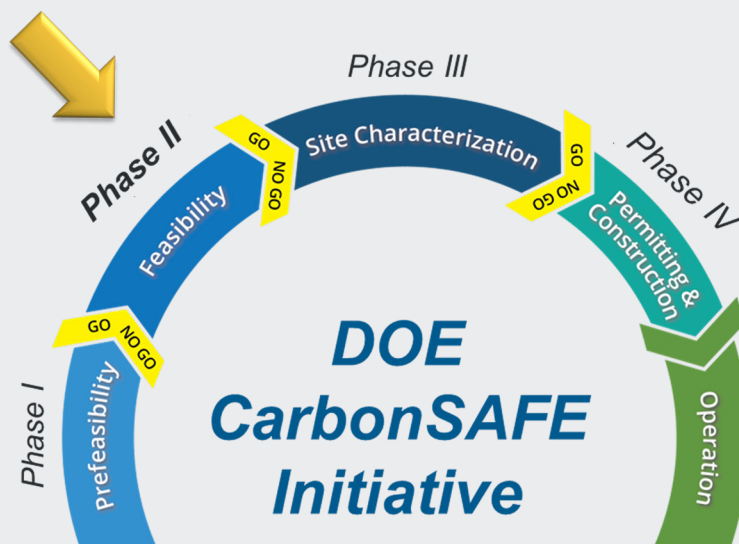 Phase I
Prefeasibility
GO
NO GO
Phase II
Feasibility
GO
NO GO
Phase III
Site Characterization
GO
NO GO
Phase IV
Permitting &
Construction
Operation
DOE
CarbonSAFE
Initiative